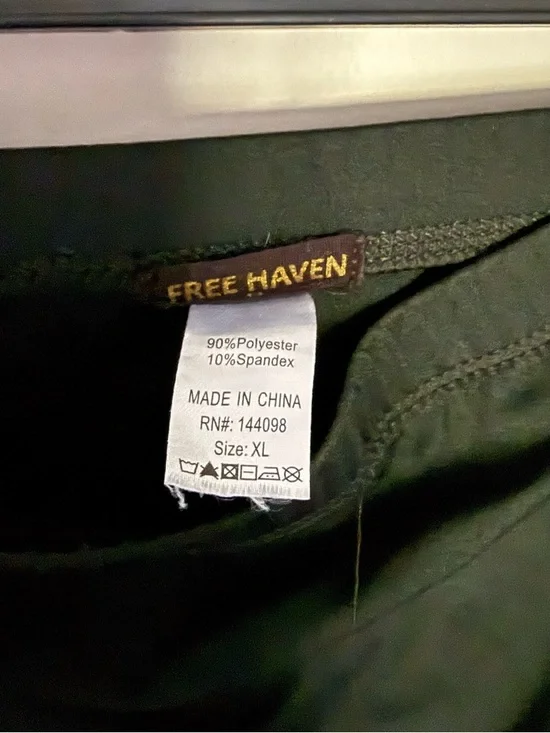 FREE HAVEN
90%Polyester
10%Spandex
MADE IN CHINA
RN#: 144098
Size: XL